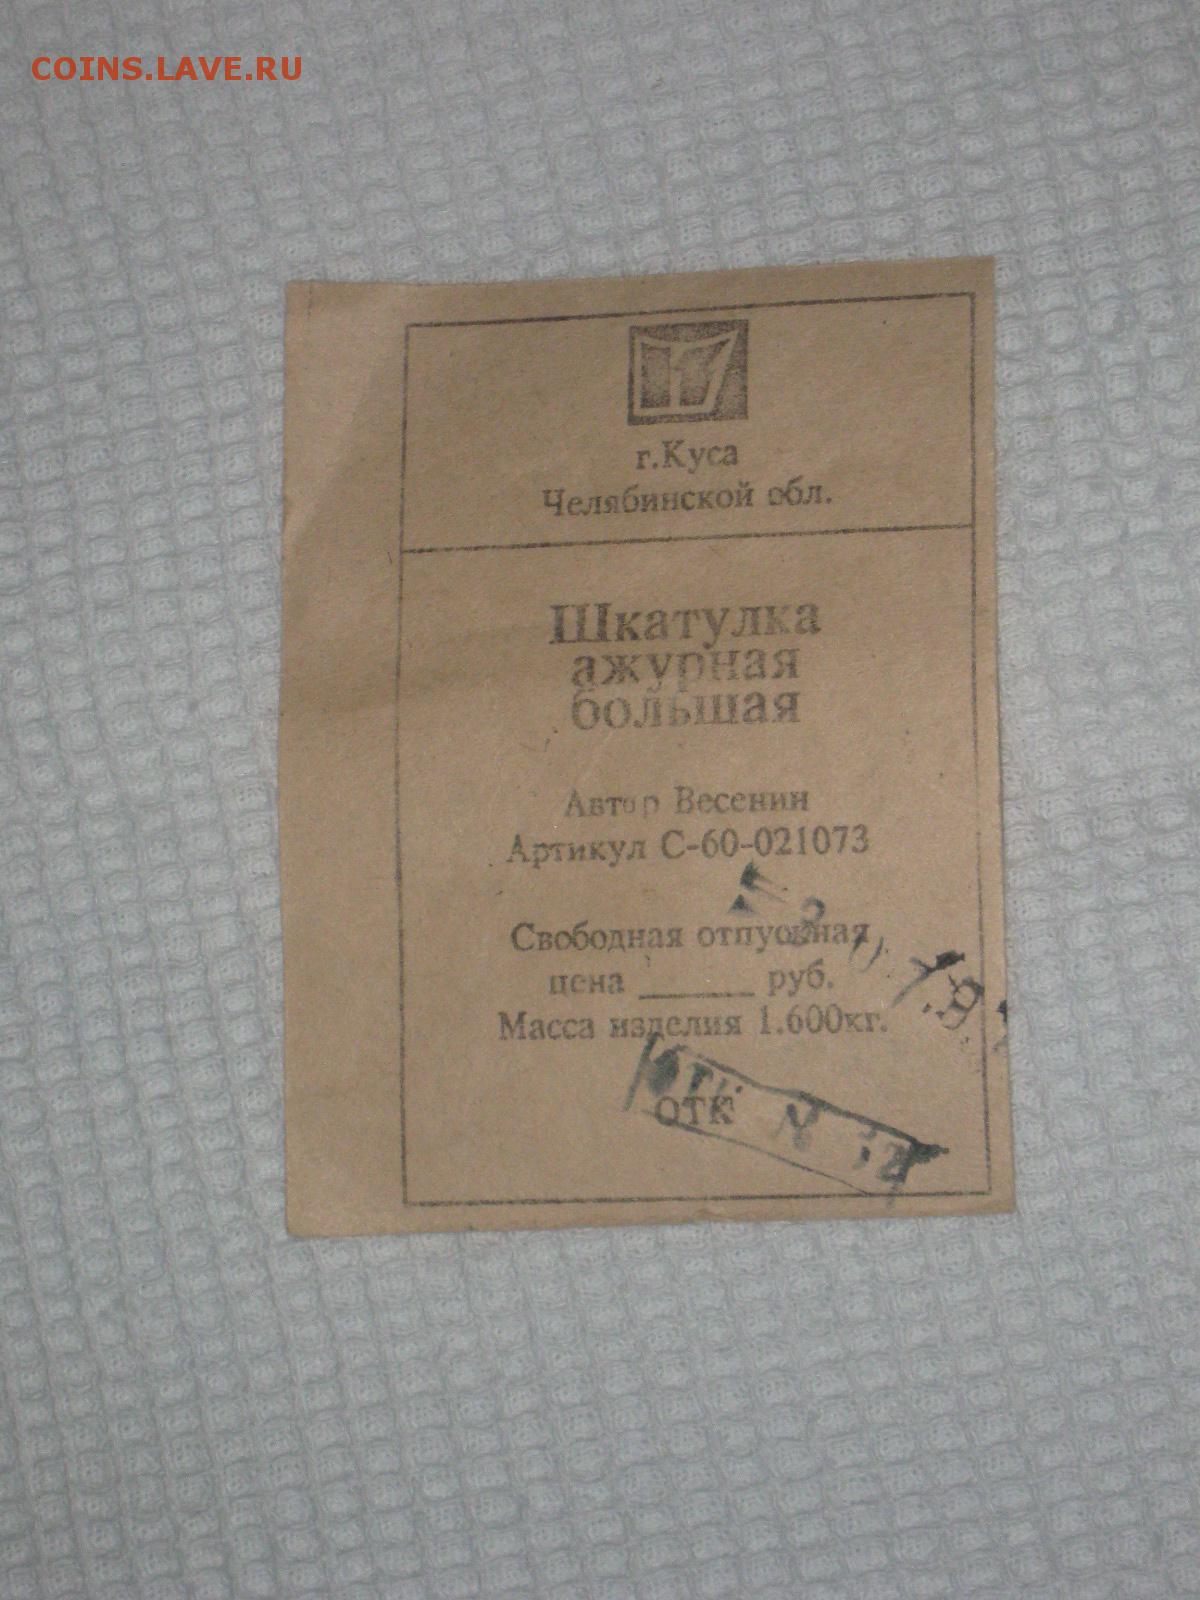 COINS.LAVE.RU
г.Куса
Челябинской обл.
Шкатулка
ажурная
большая
Автор Весенин
Артикул С-60-021073
Свободная отпускная
цена ______ руб.
Масса изделия 1.600кг.
ОТК
ОТК